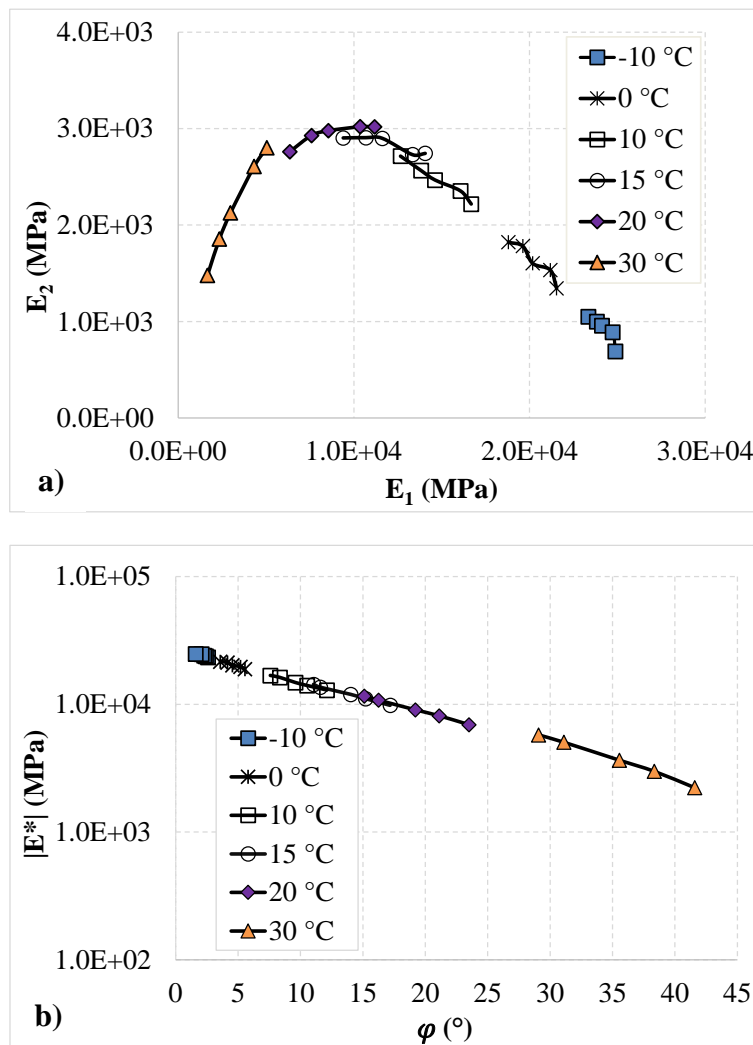 4.0E+03
3.0E+03
2.0E+03
1.0E+03
0.0E+00
E2 (MPa)
-10 °C
0 °C
10 °C
15 °C
20 °C
30 °C
0.0E+00 1.0E+04 2.0E+04 3.0E+04
a)
E1 (MPa)
1.0E+05
1.0E+04
1.0E+03
1.0E+02
|E*| (MPa)
-10 °C
0 °C
10 °C
15 °C
20 °C
30 °C
0 5 10 15 20 25 30 35 40 45
b)
φ (°)